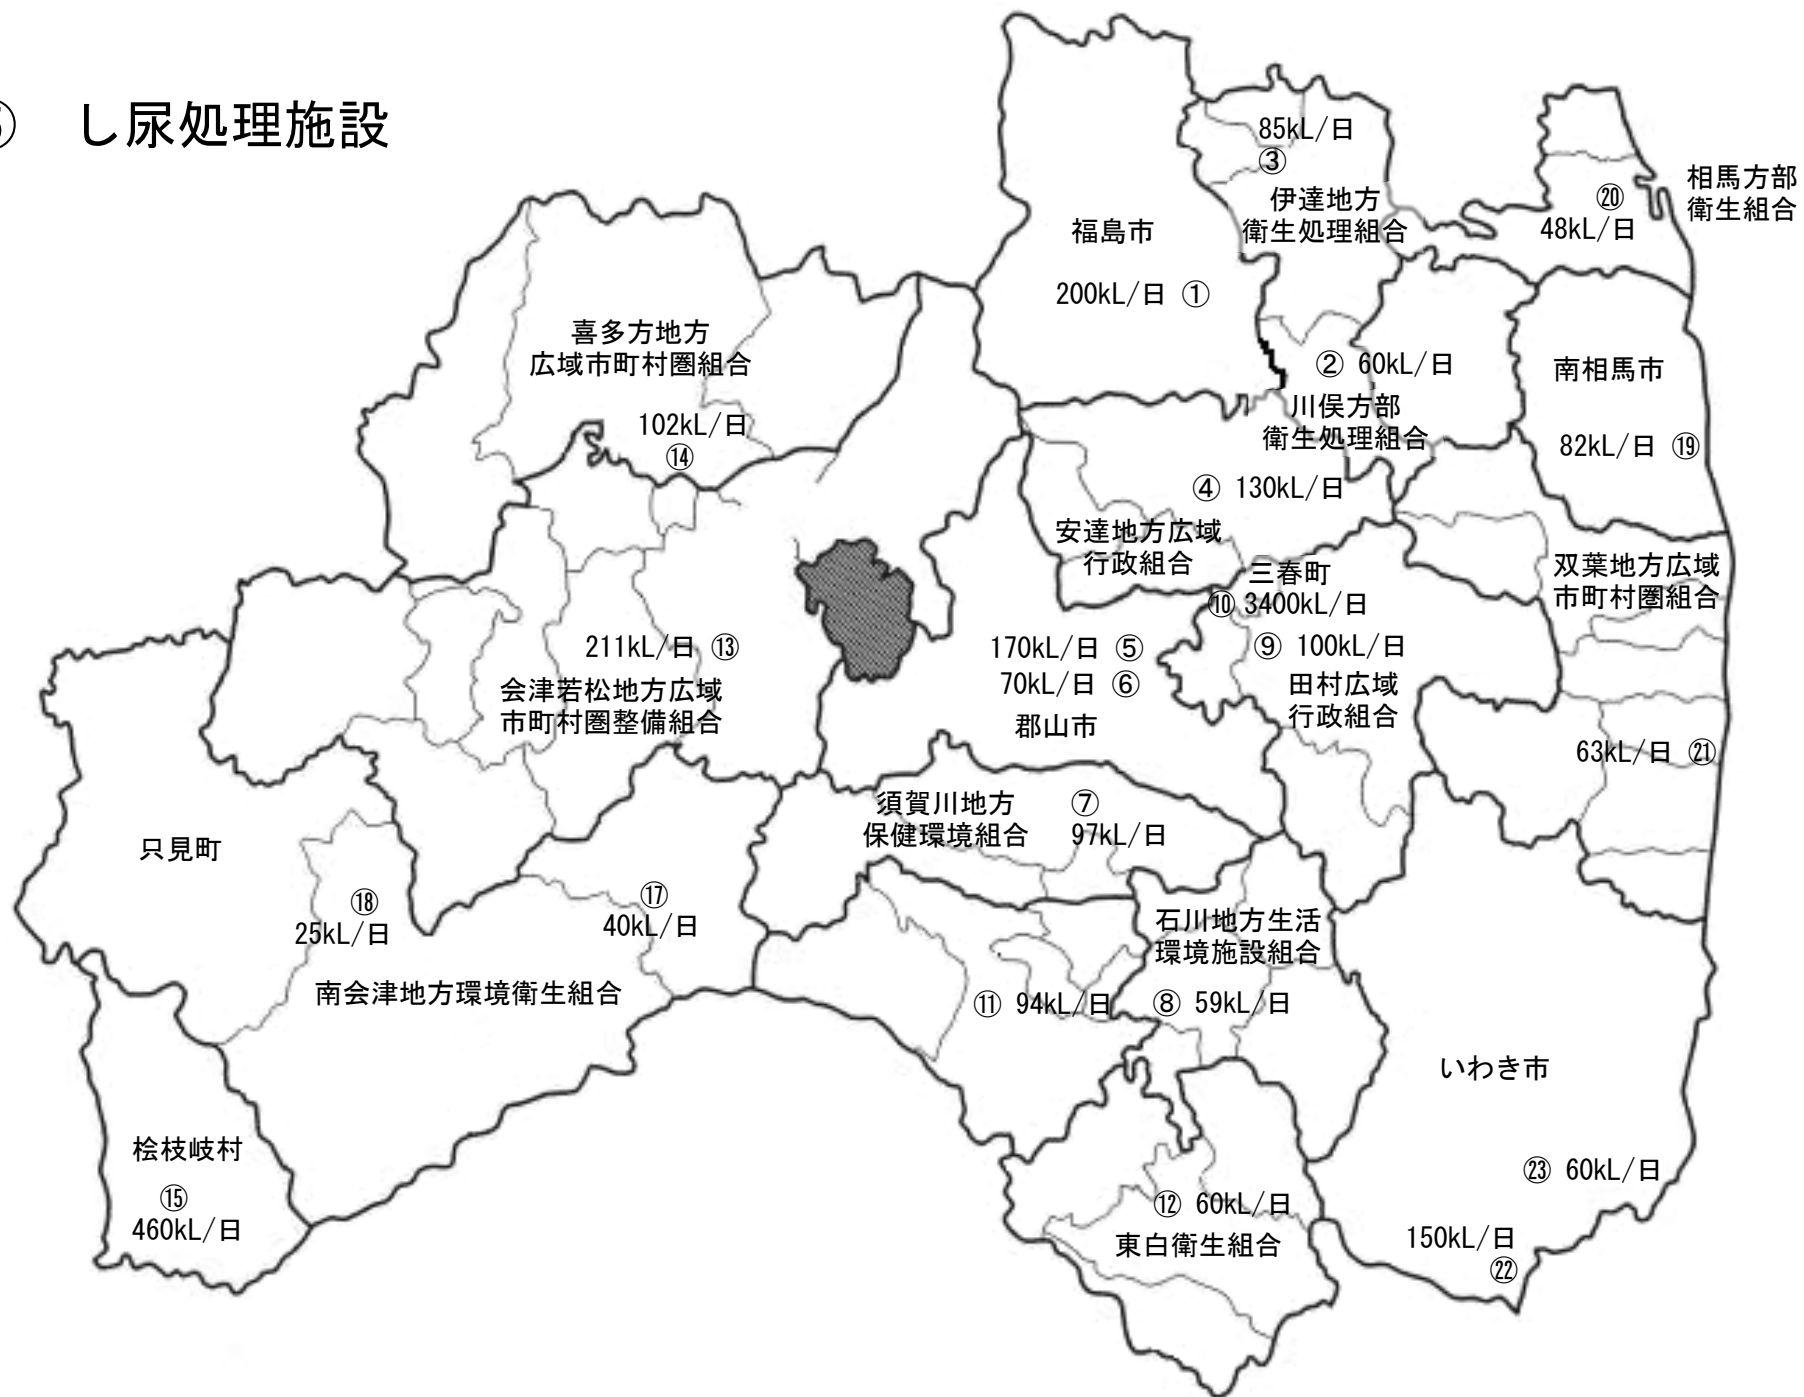 し尿処理施設
85kL/日
③
伊達地方
衛生処理組合
福島市
200kL/日 ①
⑳
48kL/日
相馬方部
衛生組合
喜多方地方
広域市町村圏組合
102kL/日
⑭
② 60kL/日
川俣方部
衛生処理組合
南相馬市
82kL/日 ⑲
④ 130kL/日
安達地方広域
行政組合
三春町
⑩ 3400kL/日
双葉地方広域
市町村圏組合
211kL/日 ⑬
会津若松地方広域
市町村圏整備組合
170kL/日 ⑤
70kL/日 ⑥
郡山市
⑨ 100kL/日
田村広域
行政組合
63kL/日 ㉑
須賀川地方
保健環境組合
⑦
97kL/日
只見町
⑱
25kL/日
⑰
40kL/日
南会津地方環境衛生組合
石川地方生活
環境施設組合
⑪ 94kL/日
⑧ 59kL/日
いわき市
桧枝岐村
⑮
460kL/日
⑫ 60kL/日
東白衛生組合
㉓ 60kL/日
150kL/日
㉒